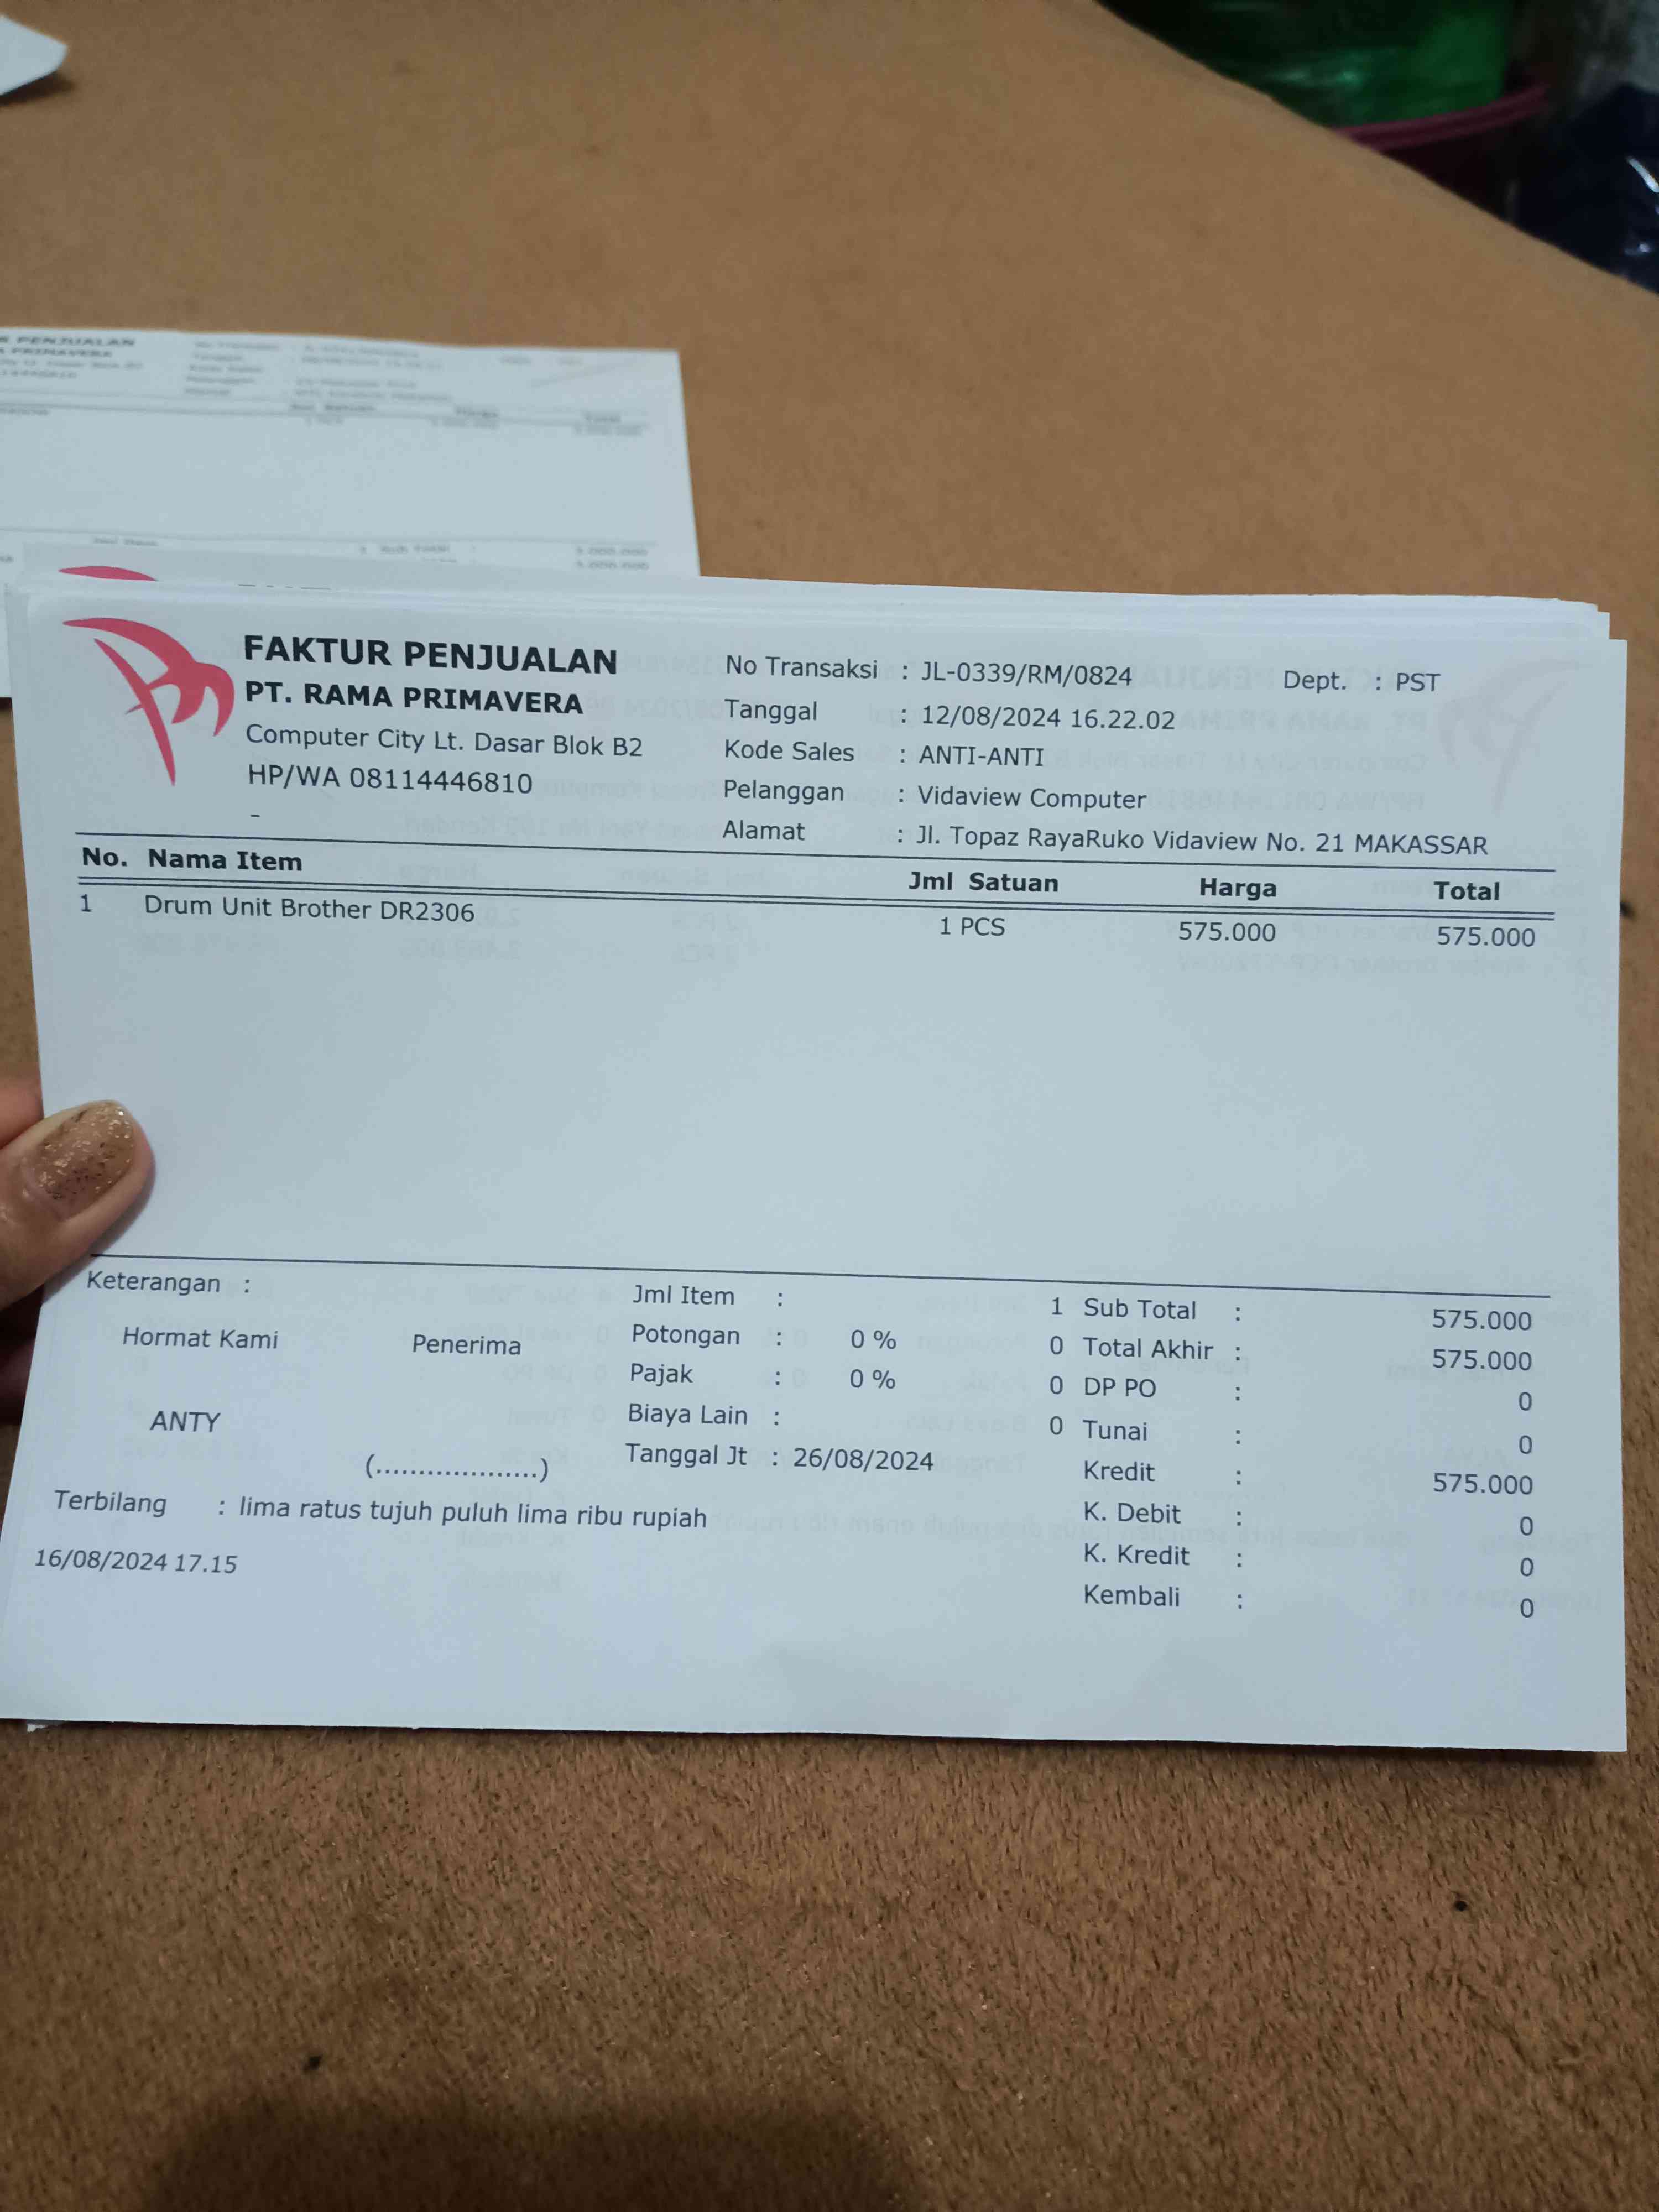 PENJUALAN
PRIMAVERA
FAKTUR PENJUALAN
PT. RAMA PRIMAVERA
Computer City Lt. Dasar Blok B2
HP/WA 08114446810
-
No Transaksi : JL-0339/RM/0824 Dept. : PST
Tanggal : 12/08/2024 16.22.02
Kode Sales : ANTI-ANTI
Pelanggan : Vidaview Computer
Alamat : Jl. Topaz RayaRuko Vidaview No. 21 MAKASSAR
No. Nama Item Jml Satuan Harga Total
1 Drum Unit Brother DR2306 1 PCS 575.000 575.000
Keterangan :
Hormat Kami Penerima
ANTY
(...................)
Jml Item : 1
Potongan : 0 % 0
Pajak : 0 % 0
Biaya Lain : 0
Tanggal Jt : 26/08/2024
Sub Total : 575.000
Total Akhir : 575.000
DP PO : 0
Tunai : 0
Kredit : 575.000
K. Debit : 0
K. Kredit : 0
Kembali : 0
Terbilang : lima ratus tujuh puluh lima ribu rupiah
16/08/2024 17.15